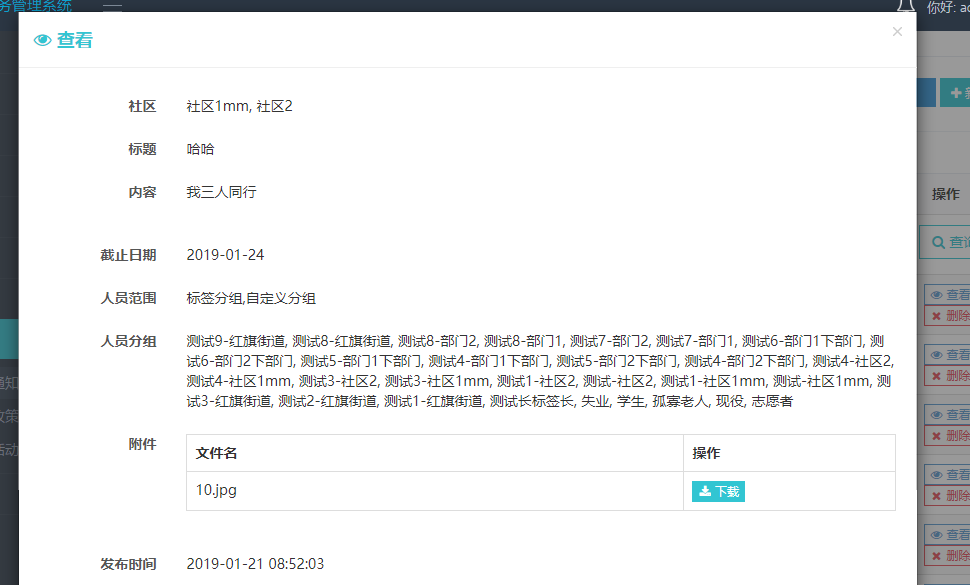 务管理系统
你好: ac
查看
×
社区 社区1mm, 社区2
标题 哈哈
内容 我三人同行
截止日期 2019-01-24
人员范围 标签分组,自定义分组
人员分组 测试9-红旗街道, 测试8-红旗街道, 测试8-部门2, 测试8-部门1, 测试7-部门2, 测试7-部门1, 测试6-部门1下部门, 测
试6-部门2下部门, 测试5-部门1下部门, 测试4-部门1下部门, 测试5-部门2下部门, 测试4-部门2下部门, 测试4-社区2,
测试4-社区1mm, 测试3-社区2, 测试3-社区1mm, 测试1-社区2, 测试-社区2, 测试1-社区1mm, 测试-社区1mm, 测
试3-红旗街道, 测试2-红旗街道, 测试1-红旗街道, 测试长标签长, 失业, 学生, 孤寡老人, 现役, 志愿者
附件 文件名 操作
10.jpg 下载
发布时间 2019-01-21 08:52:03
操作
查看
删除
查看
删除
查看
删除
查看
删除
查看
删除
通知
政策
活动